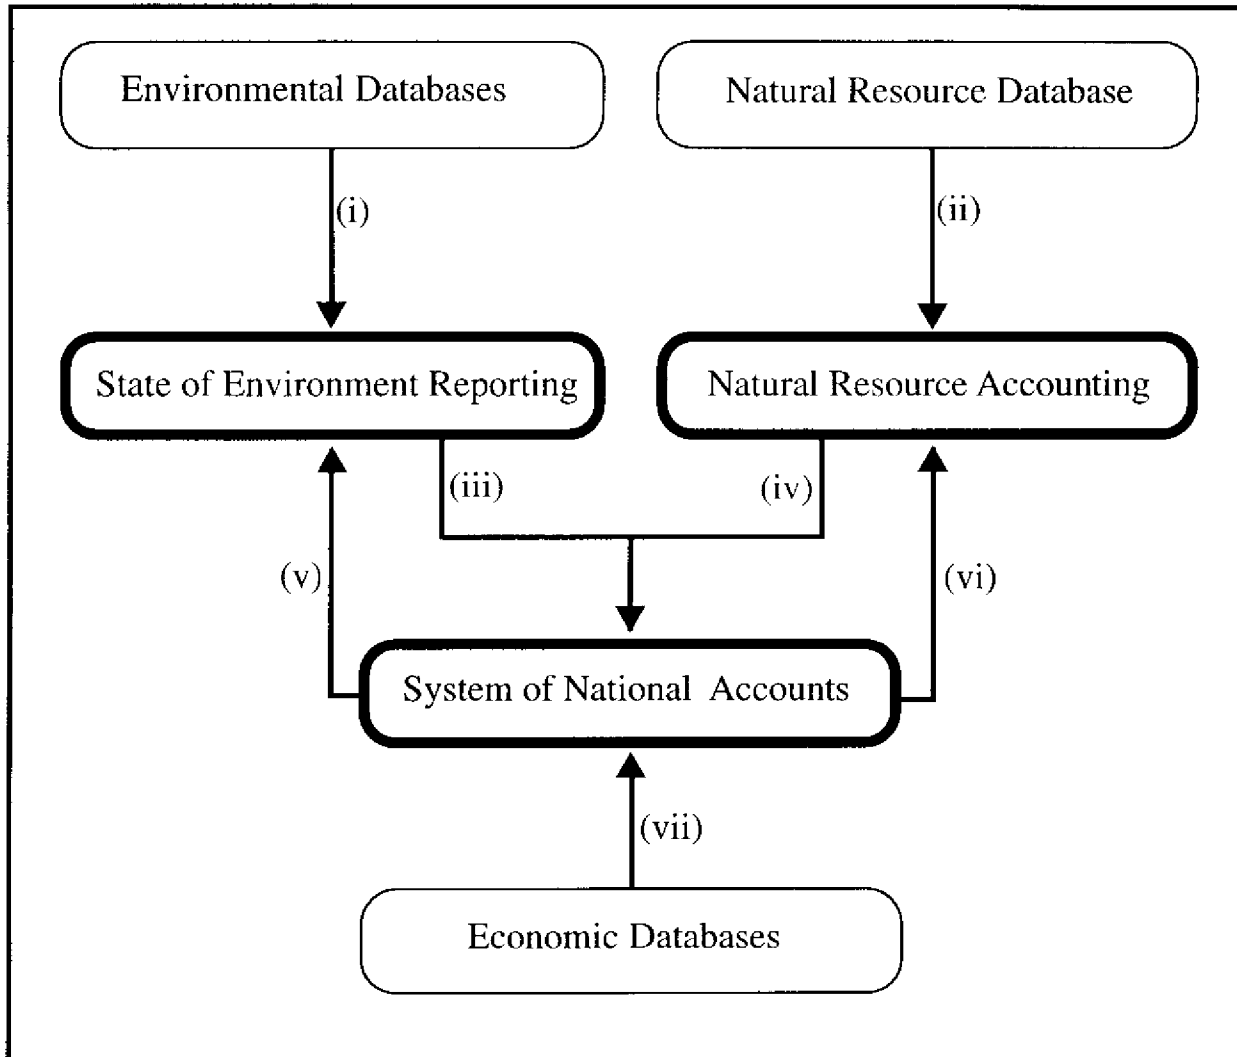 Environmental Databases
Natural Resource Database
(i)
(ii)
State of Environment Reporting
Natural Resource Accounting
(iii)
(iv)
(v)
(vi)
System of National Accounts
(vii)
Economic Databases